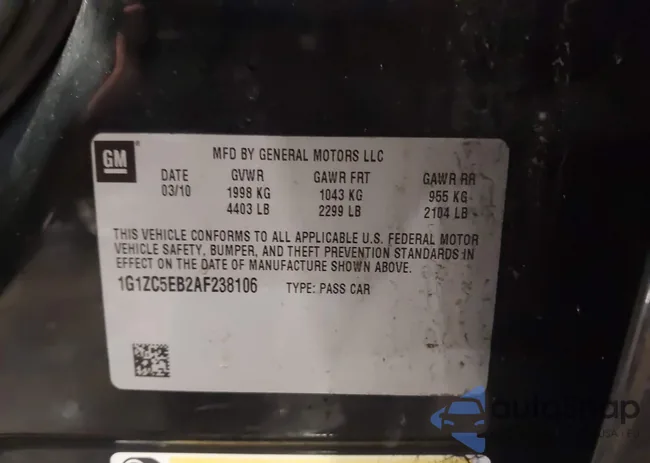 GM
MFD BY GENERAL MOTORS LLC
DATE GVWR GAWR FRT GAWR RR
03/10 1998 KG 1043 KG 955 KG
4403 LB 2299 LB 2104 LB
THIS VEHICLE CONFORMS TO ALL APPLICABLE U.S. FEDERAL MOTOR
VEHICLE SAFETY, BUMPER, AND THEFT PREVENTION STANDARDS IN
EFFECT ON THE DATE OF MANUFACTURE SHOWN ABOVE.
1G1ZC5EB2AF238106 TYPE: PASS CAR